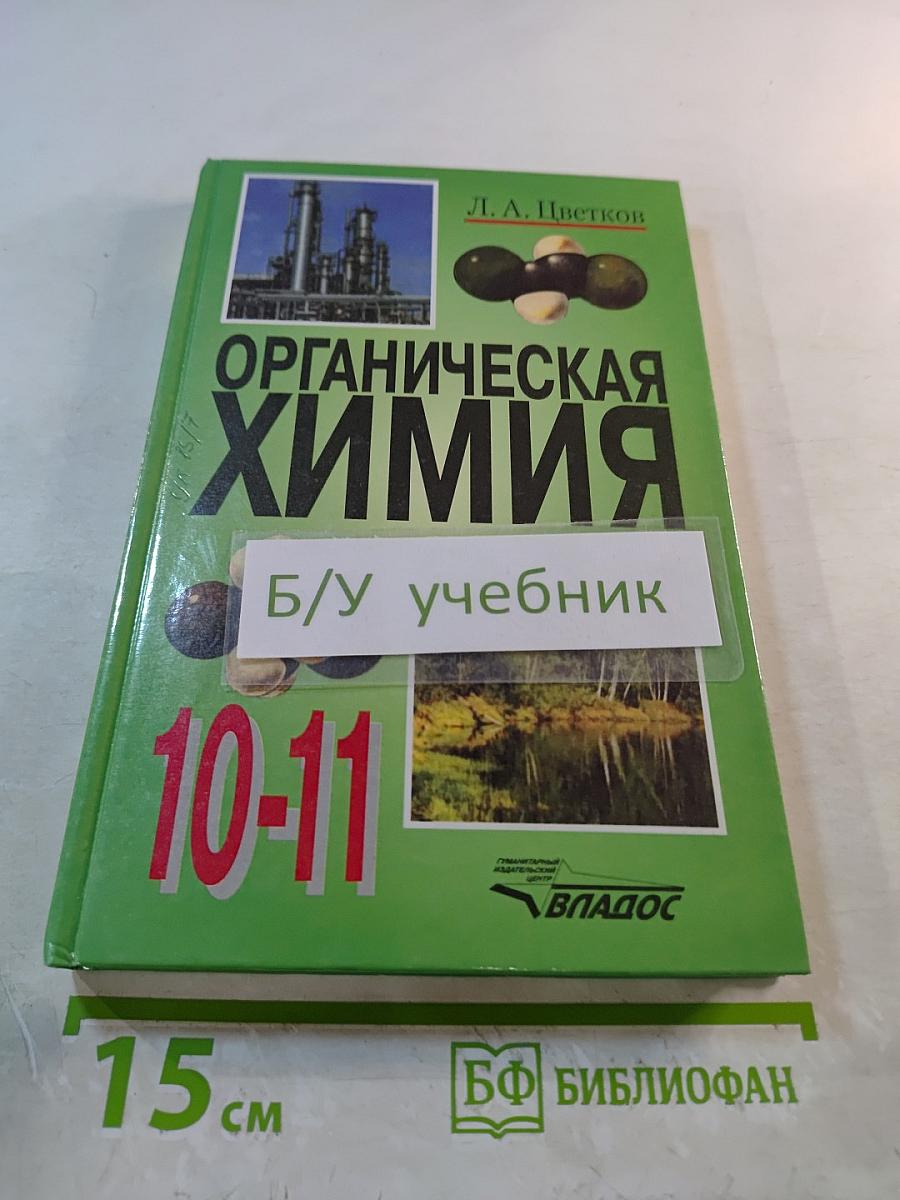 Л. А. Цветков
ОРГАНИЧЕСКАЯ
ХИМИЯ
Б/У учебник
10-11
ГУМАНИТАРНЫЙ
ИЗДАТЕЛЬСКИЙ
ЦЕНТР
ВЛАДОС
15 см
БФ БИБЛИОФАН